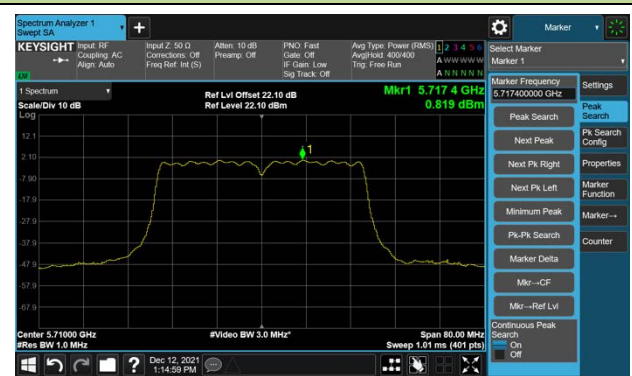 Spectrum Analyzer 1
Swept SA
Marker
KEYSIGHT
Input: RF
Coupling: AC
Align: Auto
Input Z: 50 Ω
Corrections: Off
Freq Ref: Int (S)
Atten: 10 dB
Preamp: Off
PNO: Fast
Gate: Off
IF Gain: Low
Sig Track: Off
Avg Type: Power (RMS)
Avg|Hold: 400/400
Trig: Free Run
1 2 3 4 5 6
A W W W W W
A N N N N N
Select Marker
Marker 1
1 Spectrum
Scale/Div 10 dB
Log
Ref Lvl Offset 22.10 dB
Ref Level 22.10 dBm
Mkr1 5.717 4 GHz
0.819 dBm
12.1
2.10
-7.90
-17.9
-27.9
-37.9
-47.9
-57.9
-67.9
1
Center 5.71000 GHz
#Res BW 1.0 MHz
#Video BW 3.0 MHz*
Span 80.00 MHz
Sweep 1.01 ms (401 pts)
Marker Frequency
5.717400000 GHz
Peak Search
Next Peak
Next Pk Right
Next Pk Left
Minimum Peak
Pk-Pk Search
Marker Delta
Mkr→CF
Mkr→Ref Lvl
Continuous Peak
Search
On
Off
Settings
Peak
Search
Pk Search
Config
Properties
Marker
Function
Marker→
Counter
Dec 12, 2021
1:14:59 PM